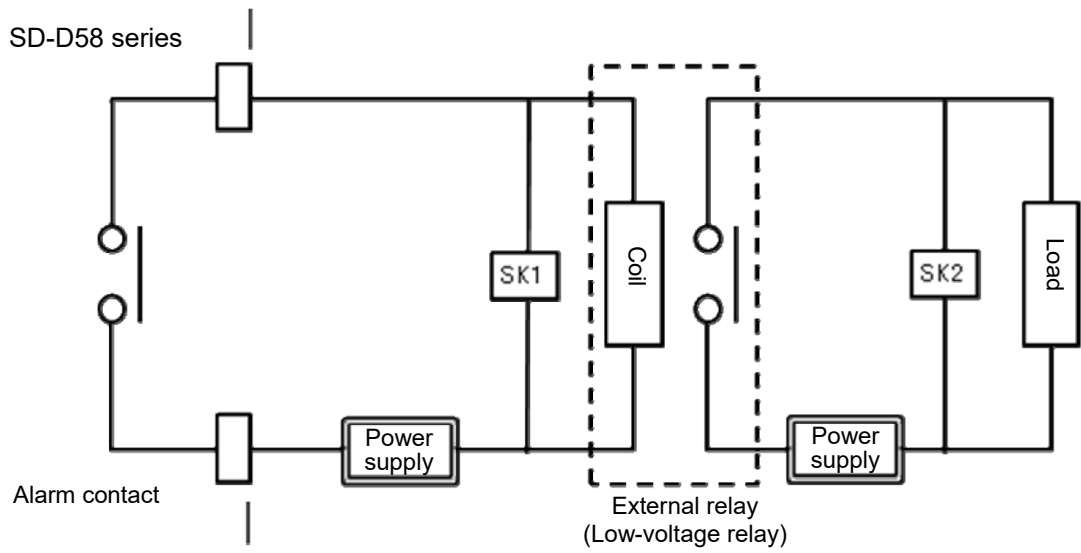 SD-D58 series
SK1
Coil
SK2
Load
Power
supply
Power
supply
Alarm contact
External relay
(Low-voltage relay)